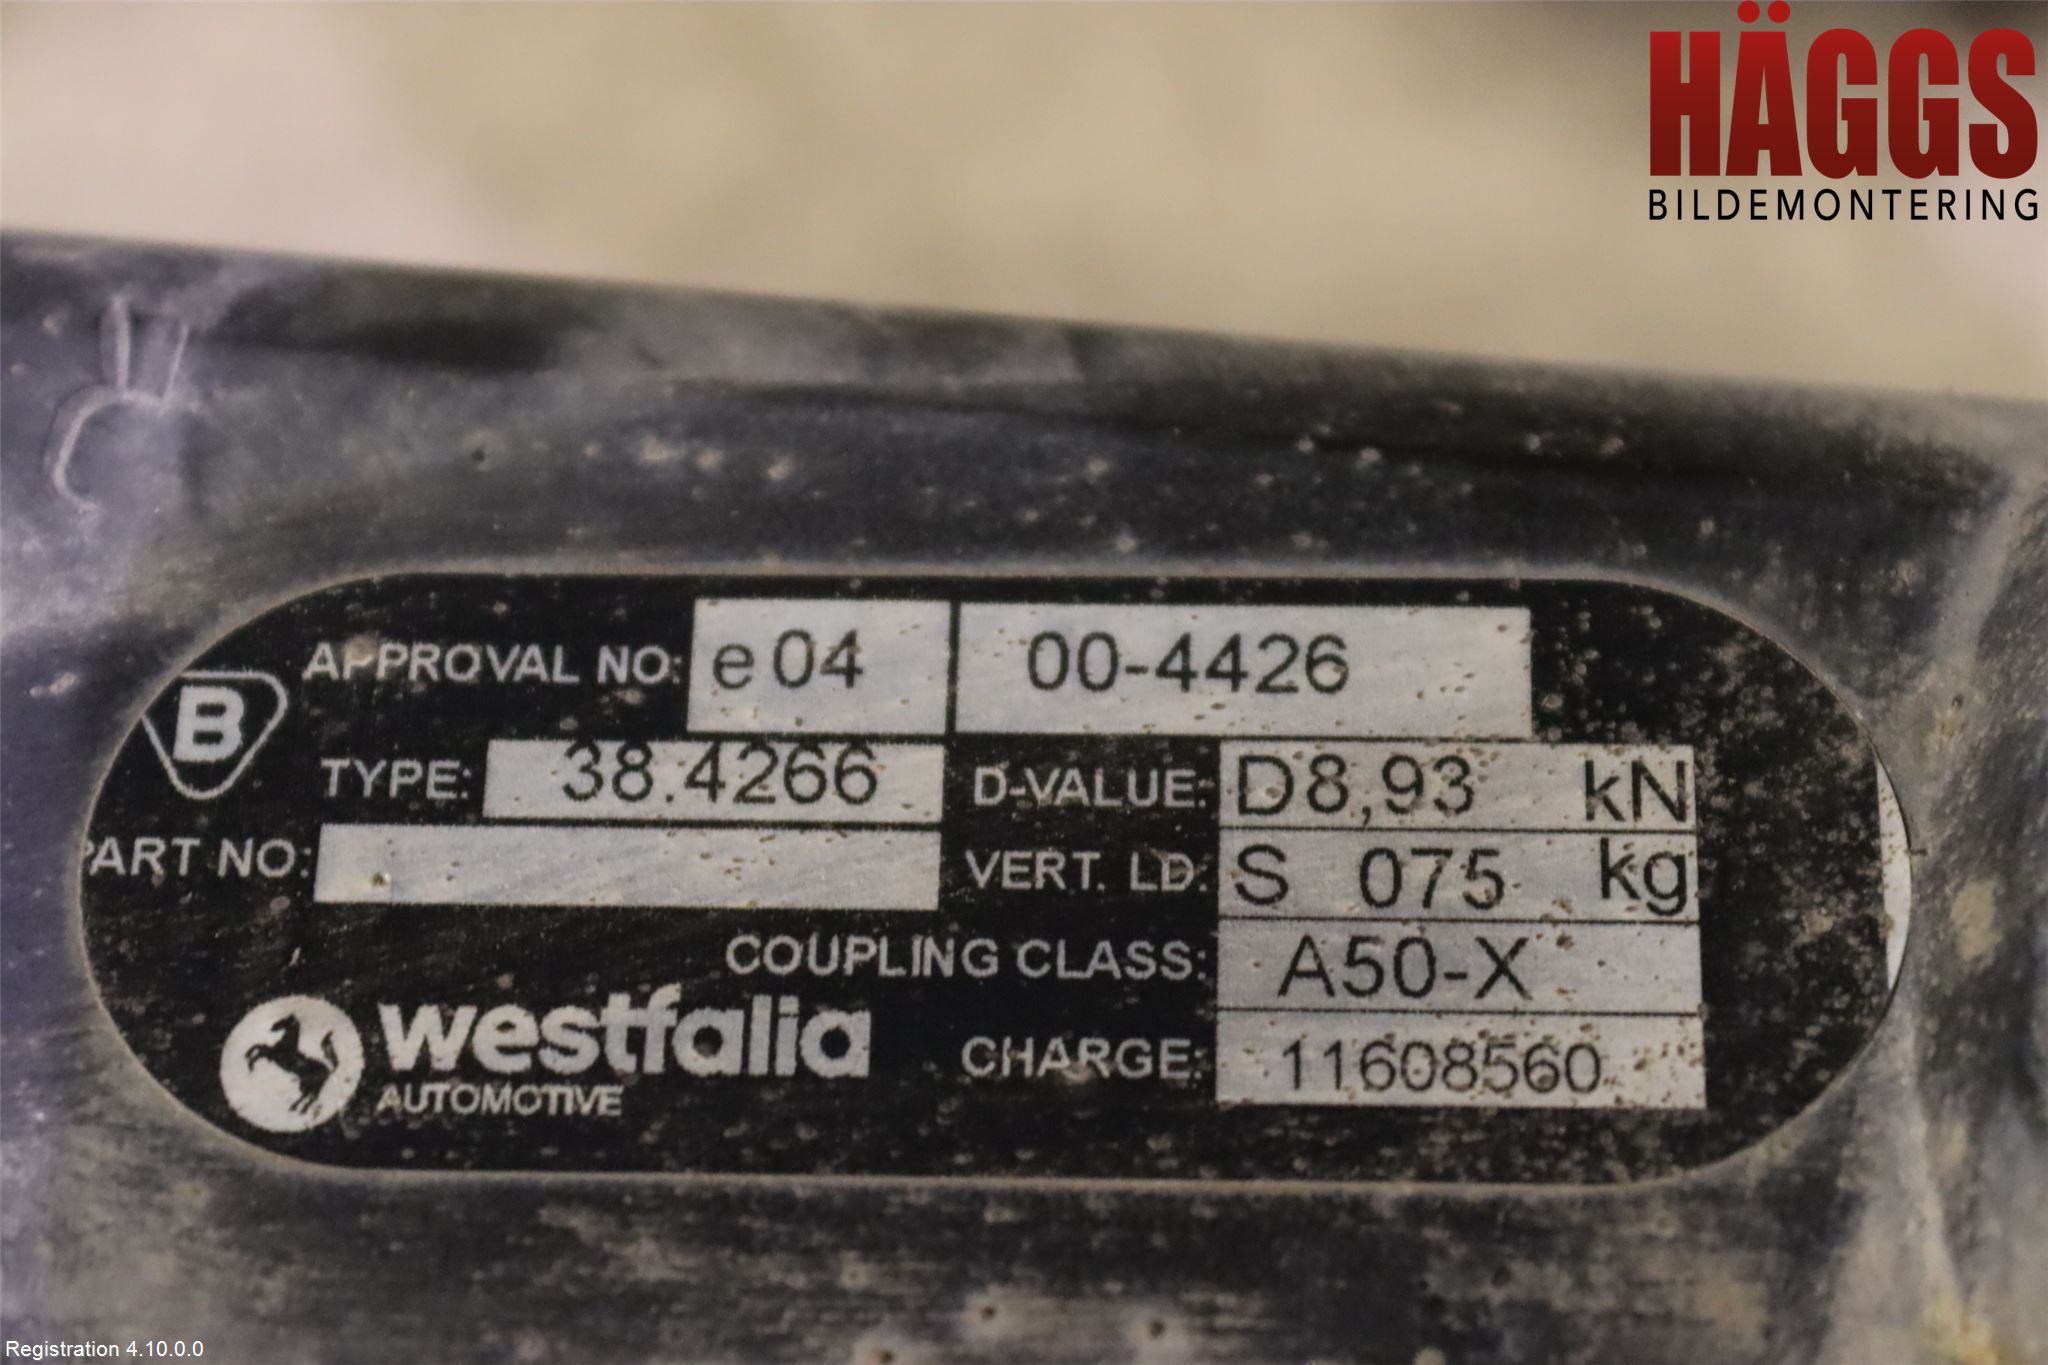 HÄGGS
BILDEMONTERING
APPROVAL NO: e04 00-4426
B
TYPE: 38.4266 D-VALUE: D8,93 kN
PART NO: VERT. LD: S 075 kg
COUPLING CLASS: A50-X
westfalia
AUTOMOTIVE
CHARGE: 11608560
Registration 4.10.0.0